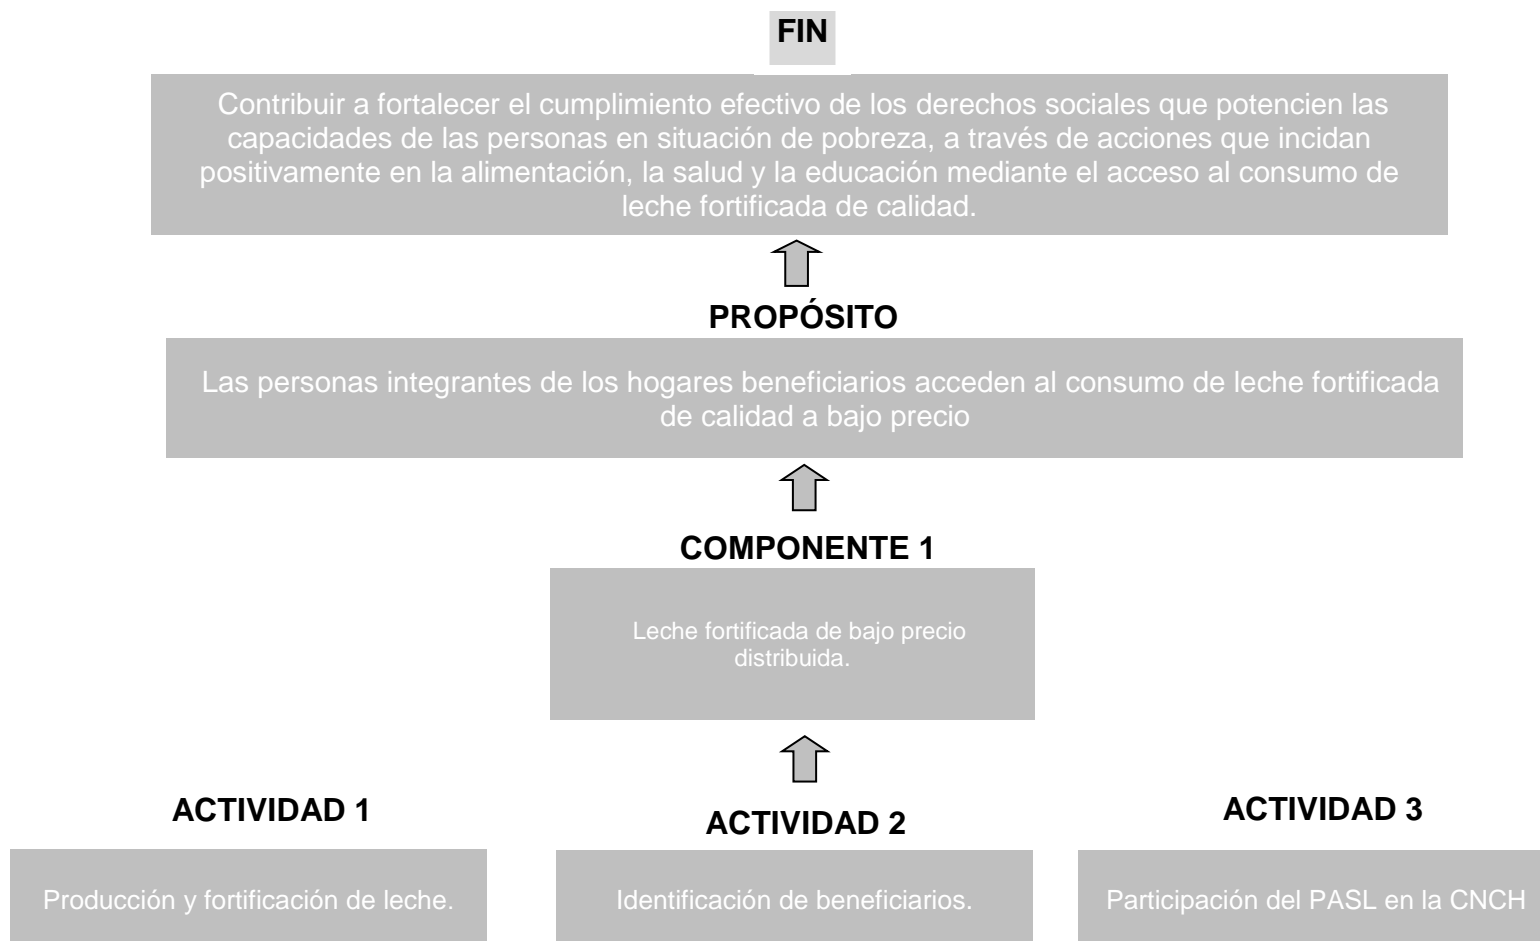 FIN
Contribuir a fortalecer el cumplimiento efectivo de los derechos sociales que potencien las
capacidades de las personas en situación de pobreza, a través de acciones que incidan
positivamente en la alimentación, la salud y la educación mediante el acceso al consumo de
leche fortificada de calidad.
PROPÓSITO
Las personas integrantes de los hogares beneficiarios acceden al consumo de leche fortificada
de calidad a bajo precio
COMPONENTE 1
Leche fortificada de bajo precio
distribuida.
ACTIVIDAD 1
Producción y fortificación de leche.
ACTIVIDAD 2
Identificación de beneficiarios.
ACTIVIDAD 3
Participación del PASL en la CNCH